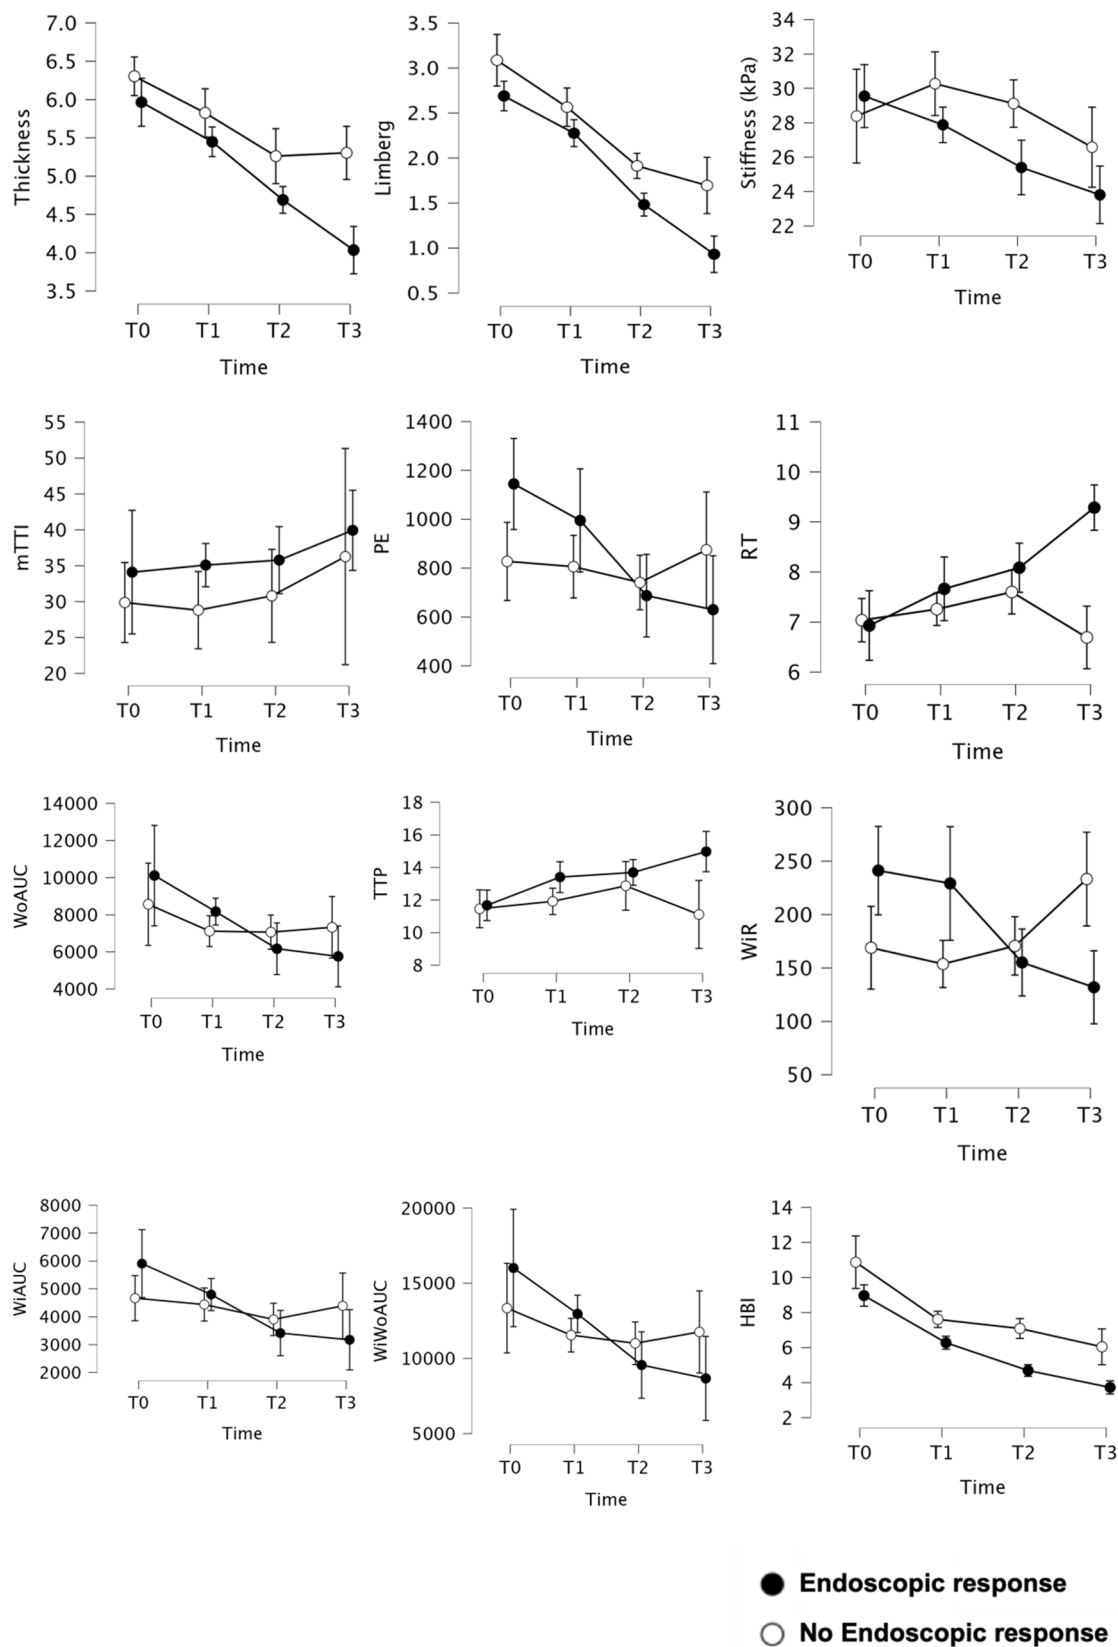 Thickness
7.0
6.5
6.0
5.5
5.0
4.5
4.0
3.5
T0 T1 T2 T3
Time
Limberg
3.5
3.0
2.5
2.0
1.5
1.0
0.5
T0 T1 T2 T3
Time
Stiffness (kPa)
34
32
30
28
26
24
22
T0 T1 T2 T3
Time
mTTI
55
50
45
40
35
30
25
20
T0 T1 T2 T3
Time
PE
1400
1200
1000
800
600
400
T0 T1 T2 T3
Time
RT
11
10
9
8
7
6
T0 T1 T2 T3
Time
WoAUC
14000
12000
10000
8000
6000
4000
T0 T1 T2 T3
Time
TTP
18
16
14
12
10
8
T0 T1 T2 T3
Time
WiR
300
250
200
150
100
50
T0 T1 T2 T3
Time
WiAUC
8000
7000
6000
5000
4000
3000
2000
T0 T1 T2 T3
Time
WiWoAUC
20000
15000
10000
5000
T0 T1 T2 T3
Time
HBI
14
12
10
8
6
4
2
T0 T1 T2 T3
Time
Endoscopic response
No Endoscopic response